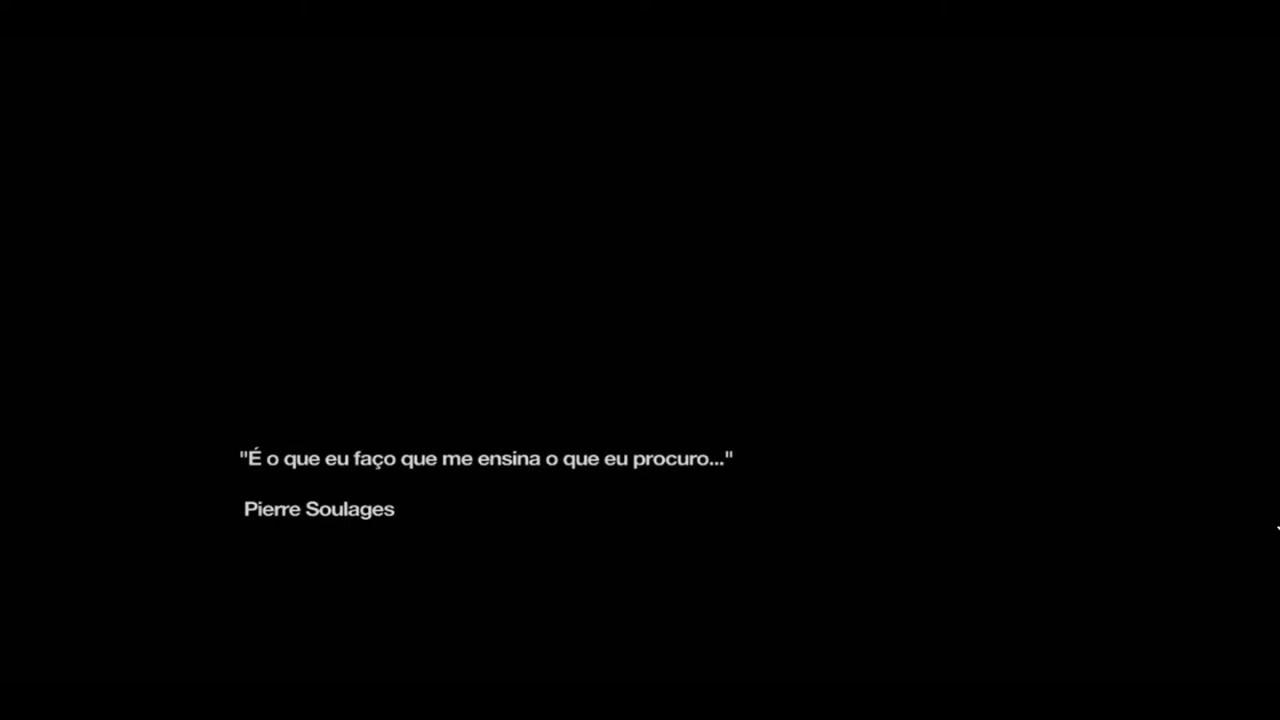 "É o que eu faço que me ensina o que eu procuro..."
Pierre Soulages